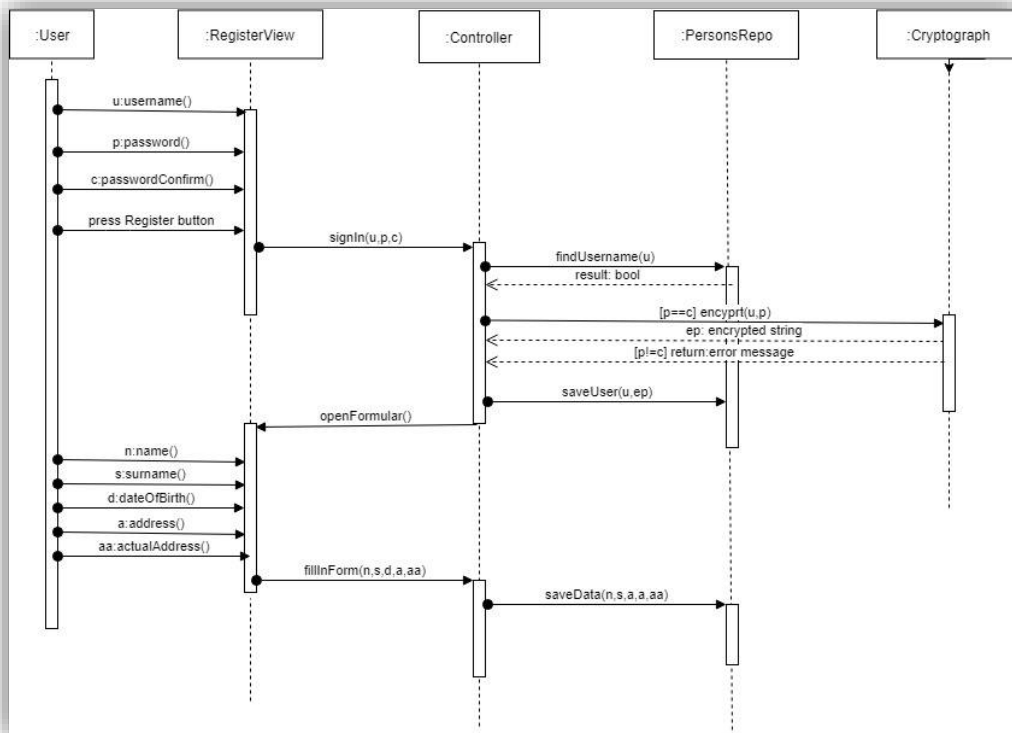 :User
:RegisterView
:Controller
:PersonsRepo
:Cryptograph
u:username()
p:password()
c:passwordConfirm()
press Register button
signIn(u,p,c)
findUsername(u)
result: bool
[p==c] encyprt(u,p)
ep: encrypted string
[p!=c] return:error message
saveUser(u,ep)
openFormular()
n:name()
s:surname()
d:dateOfBirth()
a:address()
aa:actualAddress()
fillInForm(n,s,d,a,aa)
saveData(n,s,a,a,aa)